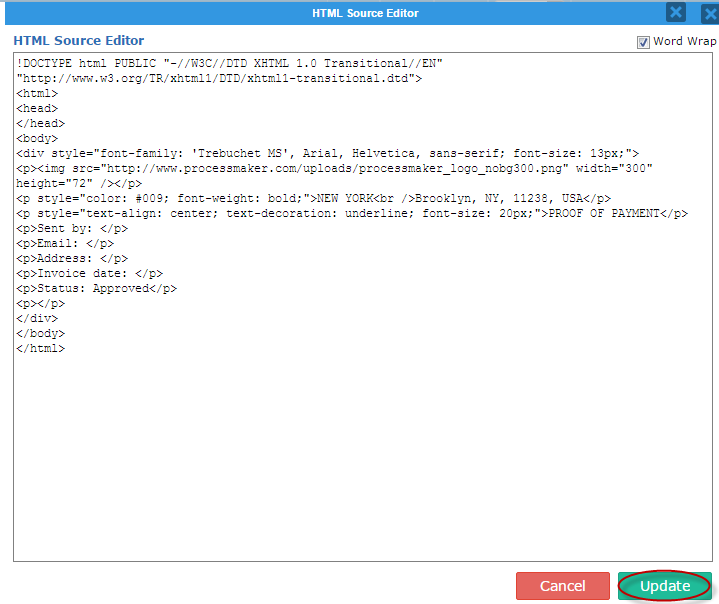 HTML Source Editor
HTML Source Editor
Word Wrap
!DOCTYPE html PUBLIC "-//W3C//DTD XHTML 1.0 Transitional//EN"
"http://www.w3.org/TR/xhtml1/DTD/xhtml1-transitional.dtd">
<html>
<head>
</head>
<body>
<div style="font-family: 'Trebuchet MS', Arial, Helvetica, sans-serif; font-size: 13px;">
<p><img src="http://www.processmaker.com/uploads/processmaker_logo_nobg300.png" width="300"
height="72" /></p>
<p style="color: #009; font-weight: bold;">NEW YORK<br />Brooklyn, NY, 11238, USA</p>
<p style="text-align: center; text-decoration: underline; font-size: 20px;">PROOF OF PAYMENT</p>
<p>Sent by: </p>
<p>Email: </p>
<p>Address: </p>
<p>Invoice date: </p>
<p>Status: Approved</p>
<p></p>
</div>
</body>
</html>
Cancel
Update